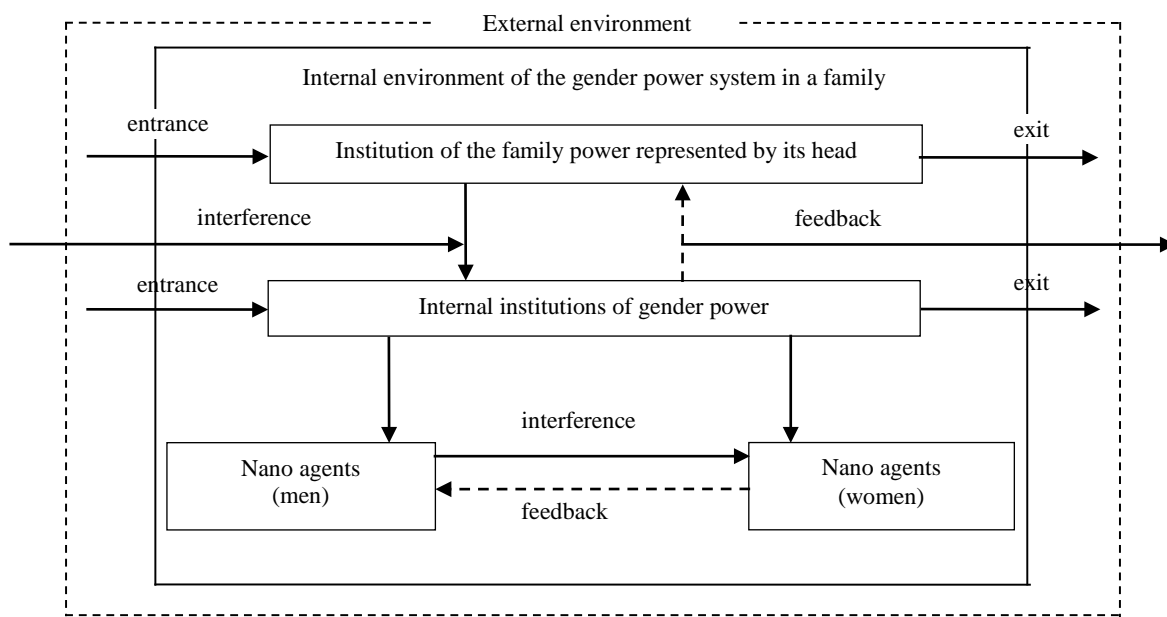 External environment
Internal environment of the gender power system in a family
entrance
exit
Institution of the family power represented by its head
interference
feedback
entrance
exit
Internal institutions of gender power
interference
Nano agents
(men)
Nano agents
(women)
feedback